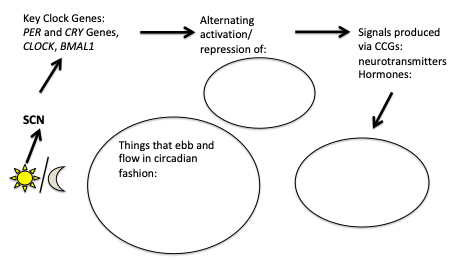 Key Clock Genes:
PER and CRY Genes,
CLOCK, BMAL1
Alternating
activation/
repression of:
Signals produced
via CCGs:
neurotransmitters
Hormones:
SCN
Things that ebb and
flow in circadian
fashion: